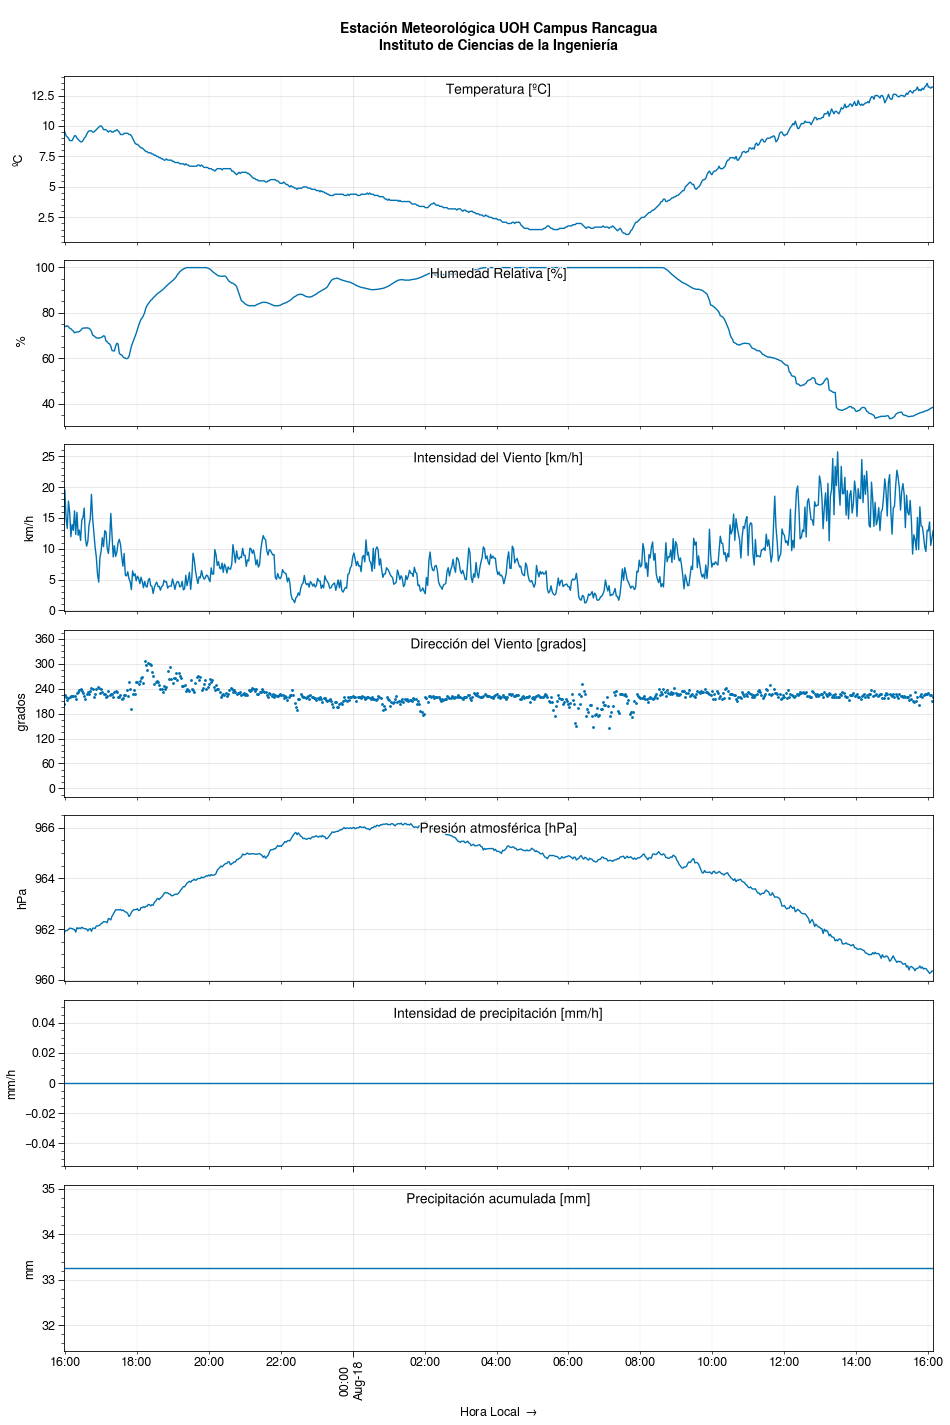 Estación Meteorológica UOH Campus Rancagua
Instituto de Ciencias de la Ingeniería
Temperatura [ºC]
ºC
12.5
10
7.5
5
2.5
Humedad Relativa [%]
%
100
80
60
40
Intensidad del Viento [km/h]
km/h
25
20
15
10
5
0
Dirección del Viento [grados]
grados
360
300
240
180
120
60
0
Presión atmosférica [hPa]
hPa
966
964
962
960
Intensidad de precipitación [mm/h]
mm/h
0.04
0.02
0
−0.02
−0.04
Precipitación acumulada [mm]
mm
35
34
33
32
16:00 18:00 20:00 22:00 00:00 02:00 04:00 06:00 08:00 10:00 12:00 14:00 16:00
Aug-18
Hora Local →